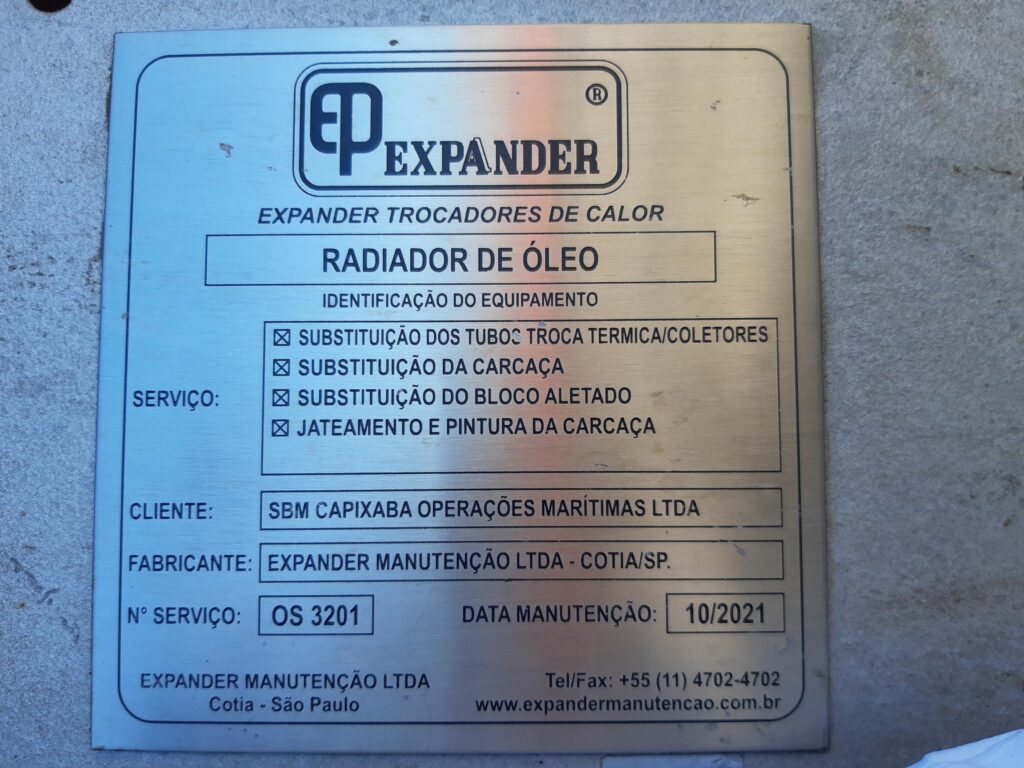 EP EXPANDER ®
EXPANDER TROCADORES DE CALOR
RADIADOR DE ÓLEO
IDENTIFICAÇÃO DO EQUIPAMENTO
SERVIÇO:
☒ SUBSTITUIÇÃO DOS TUBOS TROCA TERMICA/COLETORES
☒ SUBSTITUIÇÃO DA CARCAÇA
☒ SUBSTITUIÇÃO DO BLOCO ALETADO
☒ JATEAMENTO E PINTURA DA CARCAÇA
CLIENTE: SBM CAPIXABA OPERAÇÕES MARÍTIMAS LTDA
FABRICANTE: EXPANDER MANUTENÇÃO LTDA - COTIA/SP.
N° SERVIÇO: OS 3201 DATA MANUTENÇÃO: 10/2021
EXPANDER MANUTENÇÃO LTDA Tel/Fax: +55 (11) 4702-4702
Cotia - São Paulo www.expandermanutencao.com.br